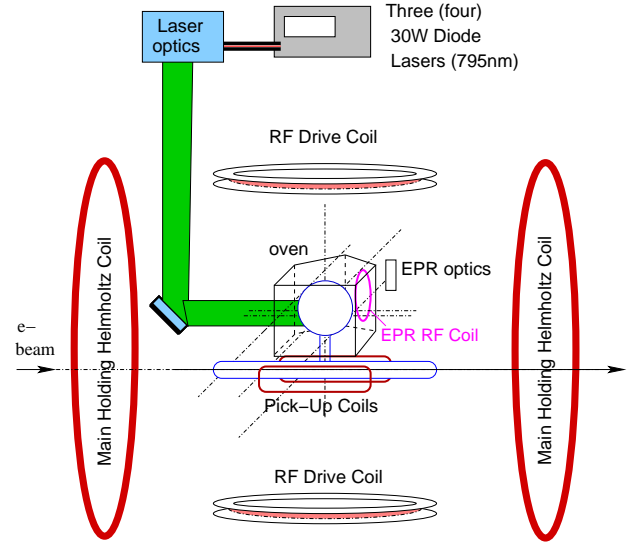 Laser
optics
Three (four)
30W Diode
Lasers (795nm)
RF Drive Coil
Main Holding Helmholtz Coil
oven
EPR optics
EPR RF Coil
e−
beam
Pick−Up Coils
Main Holding Helmholtz Coil
RF Drive Coil